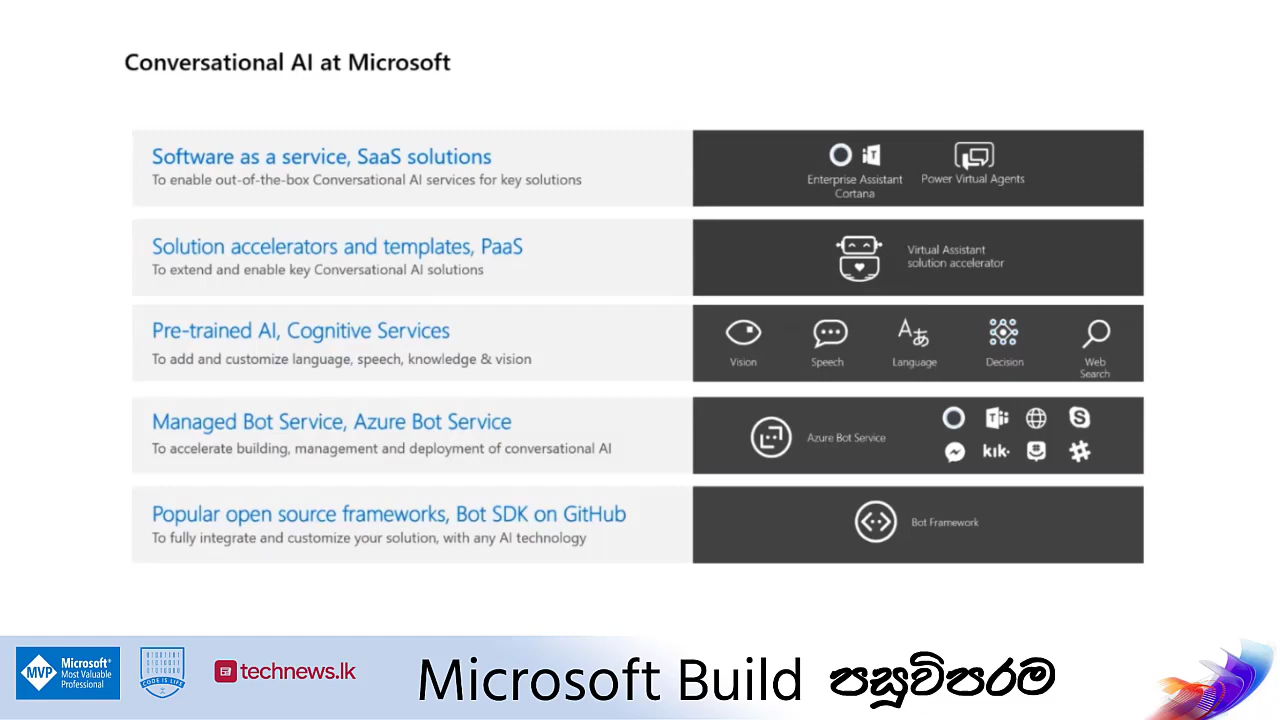 Conversational AI at Microsoft
Software as a service, SaaS solutions
To enable out-of-the-box Conversational AI services for key solutions
Enterprise Assistant
Cortana
Power Virtual Agents
Solution accelerators and templates, PaaS
To extend and enable key Conversational AI solutions
Virtual Assistant
solution accelerator
Pre-trained AI, Cognitive Services
To add and customize language, speech, knowledge & vision
Vision
Speech
Language
Decision
Web
Search
Managed Bot Service, Azure Bot Service
To accelerate building, management and deployment of conversational AI
Azure Bot Service
kik·
Popular open source frameworks, Bot SDK on GitHub
To fully integrate and customize your solution, with any AI technology
Bot Framework
MVP
Microsoft®
Most Valuable
Professional
CODE IS LIFE
technews.lk
Microsoft Build පසුවිපරම